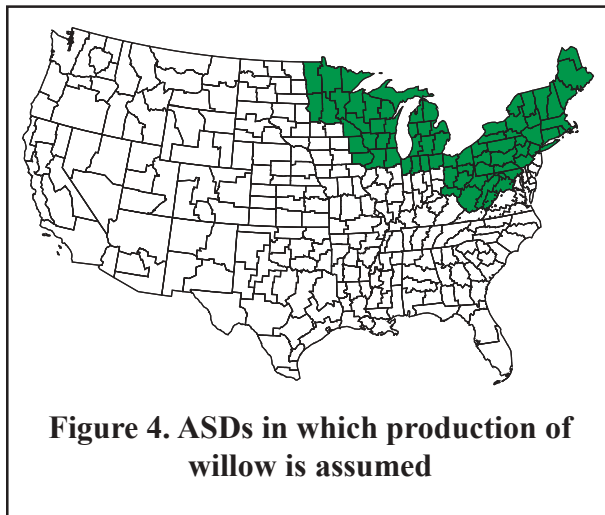 Figure 4. ASDs in which production of
willow is assumed